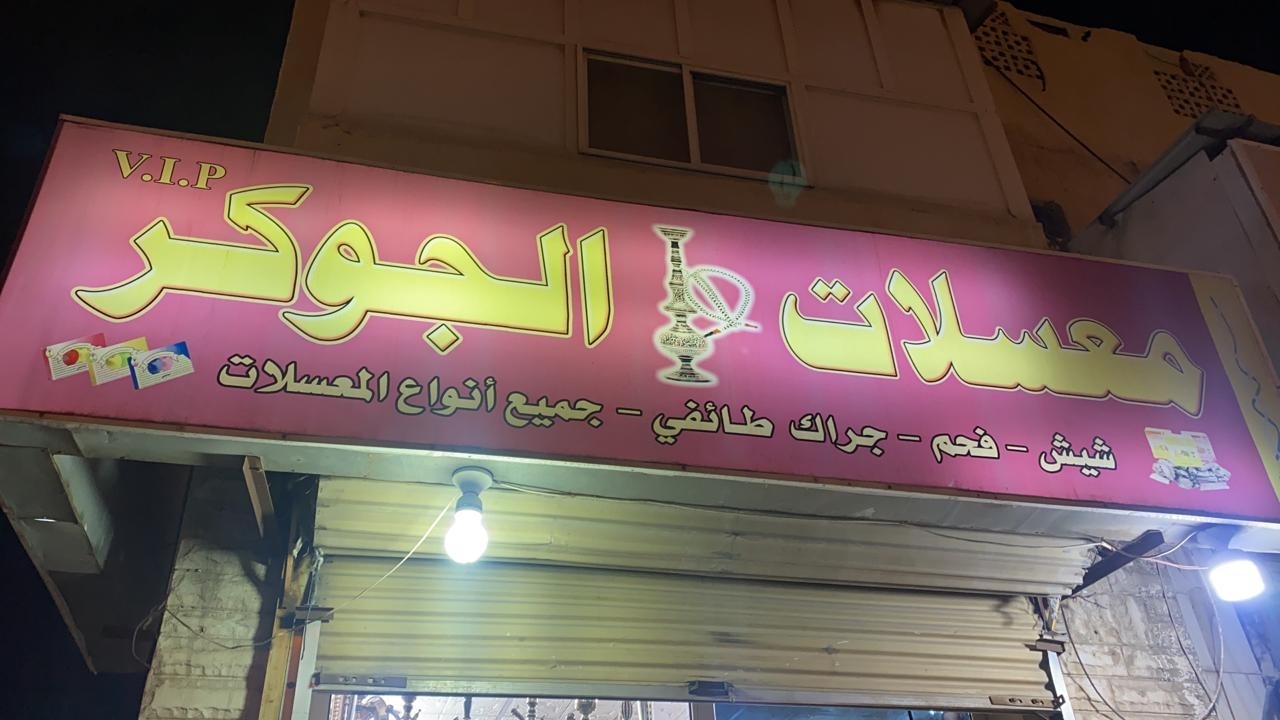 V.I.P
معسلات الجوكر
شيش - فحم - جراك طائفي - جميع أنواع المعسلات